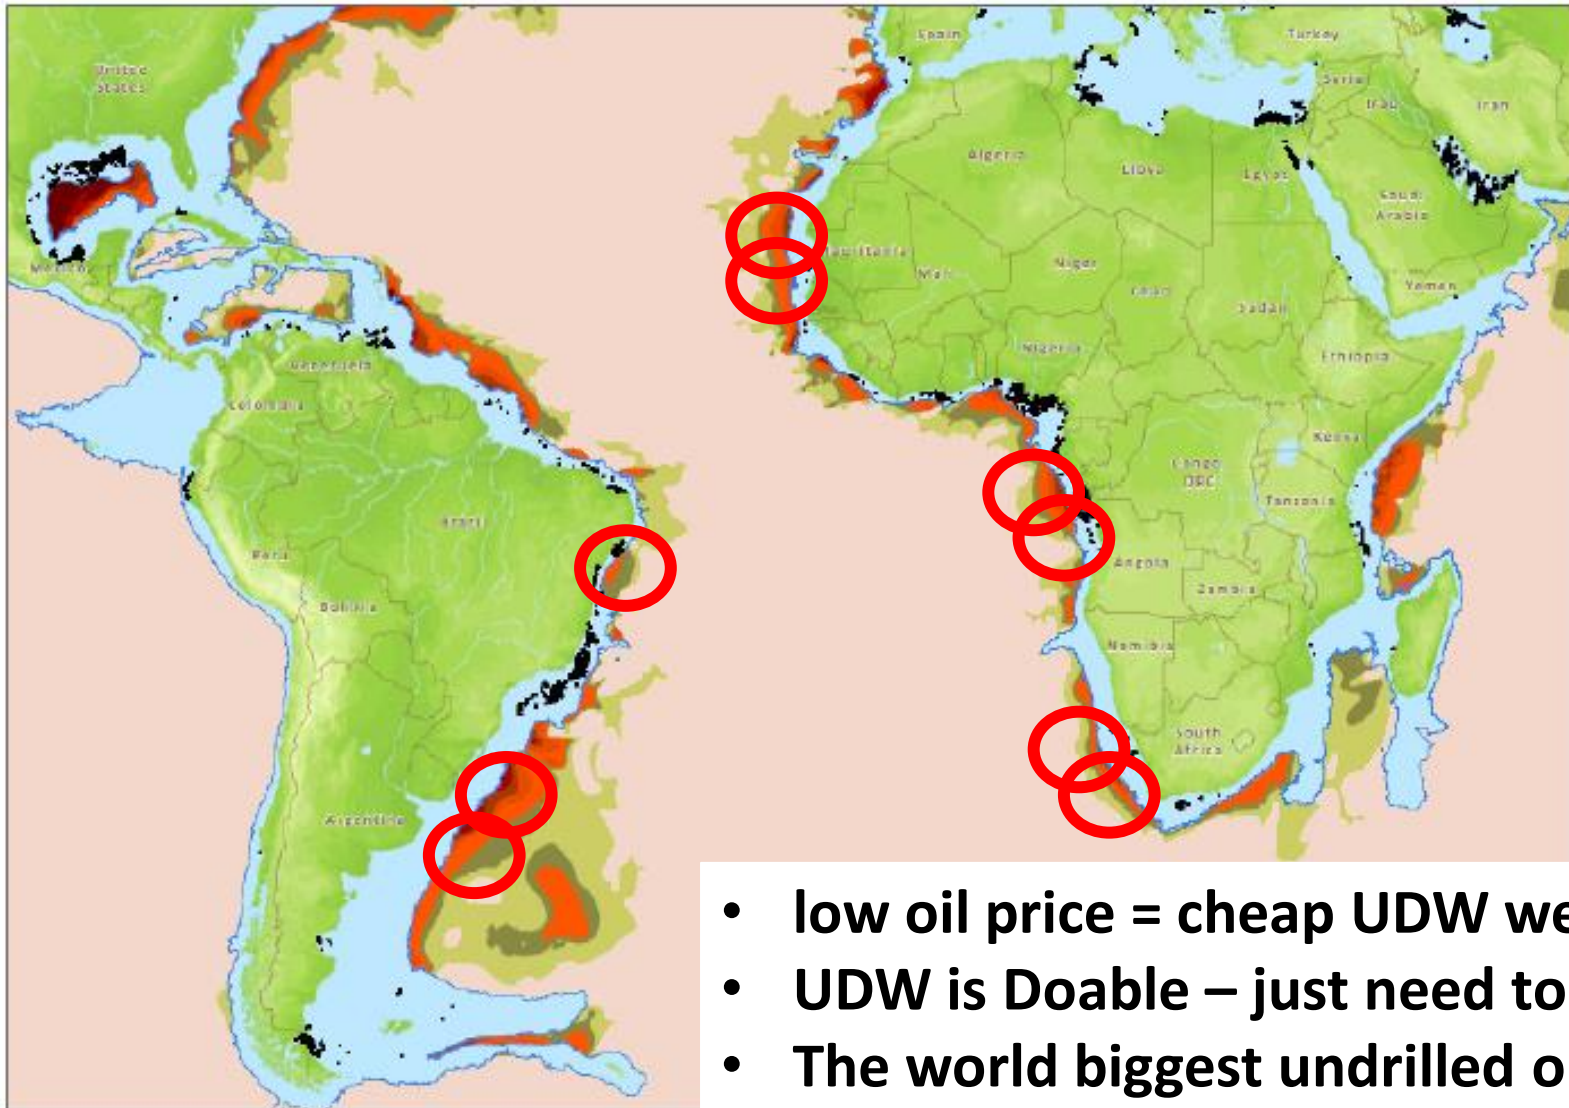 Spain
Turkey
United
States
Syria
Iraq
Iran
Algeria
Libya
Egypt
Saudi
Arabia
Mexico
Mauritania
Mali
Niger
Chad
Sudan
Yemen
Nigeria
Ethiopia
Venezuela
Colombia
Kenya
Congo
DRC
Tanzania
Brazil
Peru
Angola
Zambia
Bolivia
Namibia
South
Africa
Argentina
• low oil price = cheap UDW we
• UDW is Doable – just need to
• The world biggest undrilled o